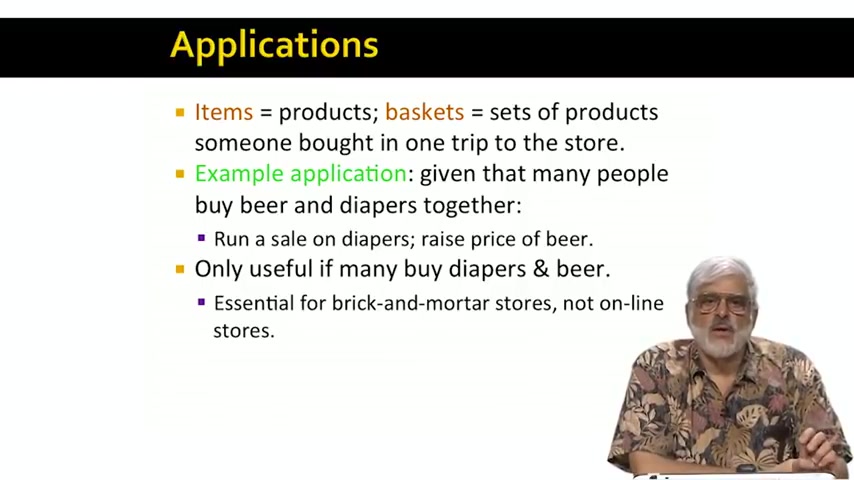 Applications
Items = products; baskets = sets of products
someone bought in one trip to the store.
Example application: given that many people
buy beer and diapers together:
Run a sale on diapers; raise price of beer.
Only useful if many buy diapers & beer.
Essential for brick-and-mortar stores, not on-line
stores.